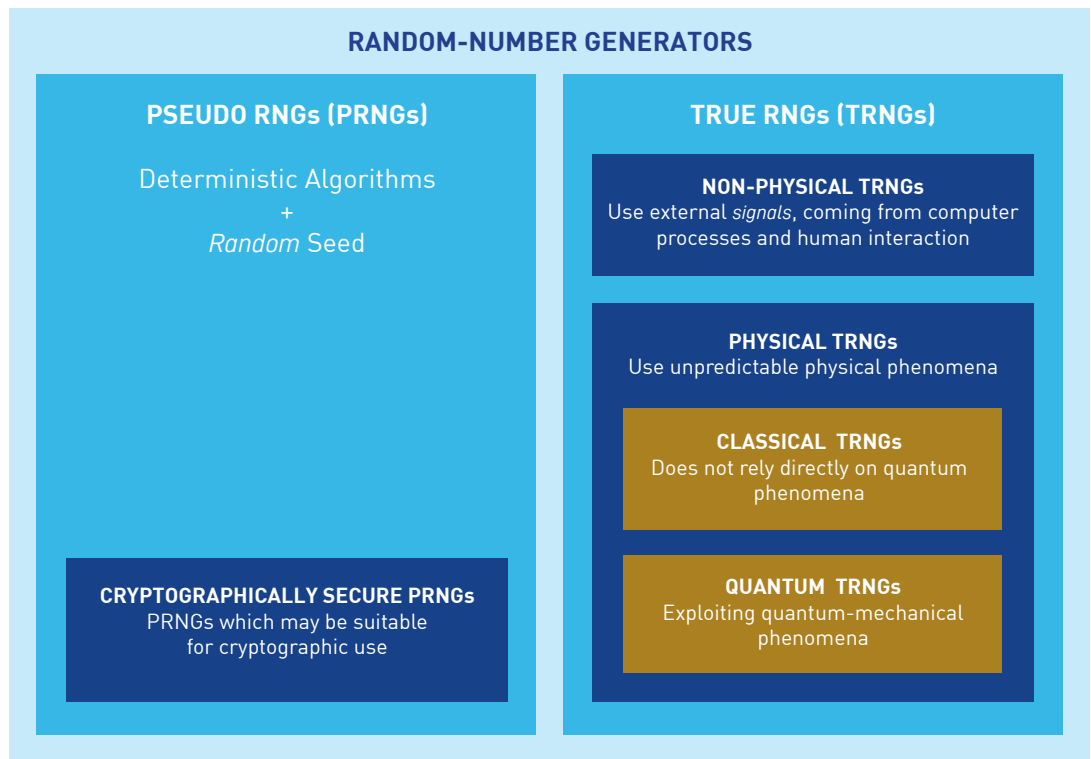 RANDOM-NUMBER GENERATORS
PSEUDO RNGs (PRNGs)
Deterministic Algorithms
+
Random Seed
CRYPTOGRAPHICALLY SECURE PRNGs
PRNGs which may be suitable
for cryptographic use
TRUE RNGs (TRNGs)
NON-PHYSICAL TRNGs
Use external signals, coming from computer
processes and human interaction
PHYSICAL TRNGs
Use unpredictable physical phenomena
CLASSICAL TRNGs
Does not rely directly on quantum
phenomena
QUANTUM TRNGs
Exploiting quantum-mechanical
phenomena